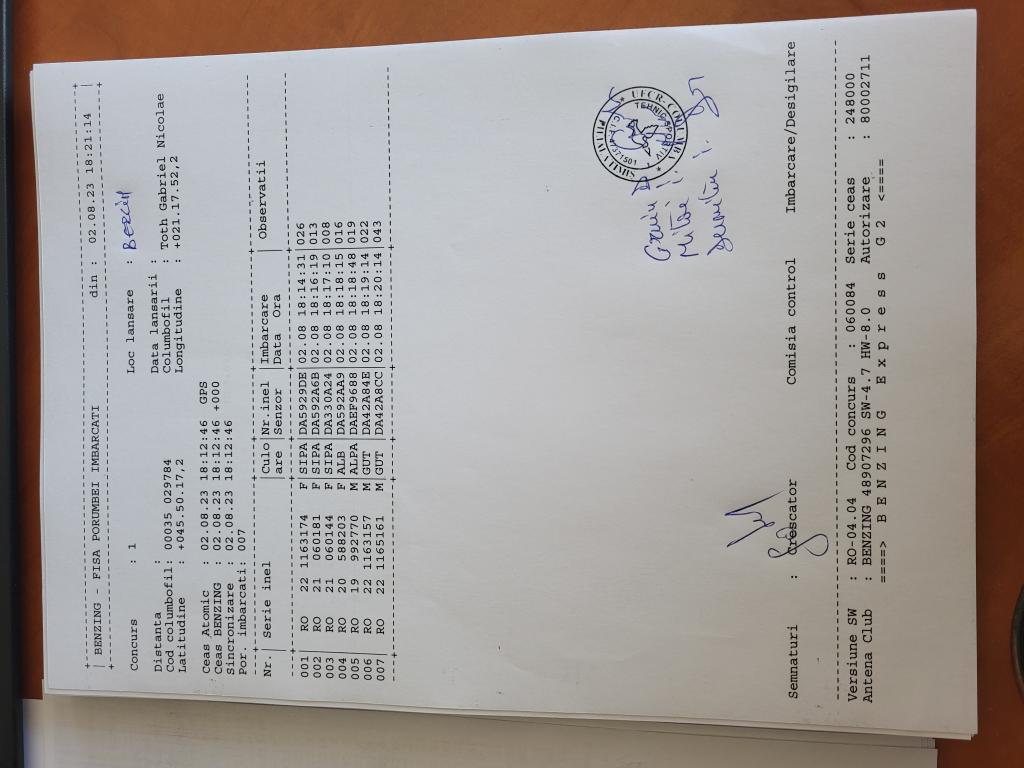 BENZING - FISA PORUMBEI IMBARCATI din : 02.08.23 18:21:14
Concurs : 1 Loc lansare : BERLIN
Distanta : Data lansarii :
Cod columbofil: 00035 029784 Columbofil : Toth Gabriel Nicolae
Latitudine : +045.50.17,2 Longitudine : +021.17.52,2
Ceas Atomic : 02.08.23 18:12:46 GPS
Ceas BENZING : 02.08.23 18:12:46 +000
Sincronizare : 02.08.23 18:12:46
Por. imbarcati: 007
Nr. Serie inel |Culo|Nr.inel |Imbarcare | Observatii
|are |Senzor |Data Ora |
001 RO 22 1163174 F |SIPA|DA5929DE|02.08 18:14:31|026
002 RO 21 060181 F |SIPA|DA592A6B|02.08 18:16:19|013
003 RO 21 060144 F |SIPA|DA330A24|02.08 18:17:10|008
004 RO 20 588203 F |ALB |DA592AA9|02.08 18:18:15|016
005 RO 19 992770 M |ALPA|DAEF9688|02.08 18:18:48|019
006 RO 22 1163157 M |GUT |DA42A84E|02.08 18:19:14|022
007 RO 22 1165161 M |GUT |DA42A8CC|02.08 18:20:14|043
UFCR-COLUMBA
TEHNIC-SPORTIV
FILIALA TIMIS
Mitoi I.
Semnaturi : Crescator Comisia control Imbarcare/Desigilare
Versiune SW : RO-04.04 Cod concurs : 060084 Serie ceas : 248000
Antena Club : BENZING 48907296 SW-4.7 HW-8.0 Autorizare : 80002711
====> B E N Z I N G E x p r e s s G 2 <====